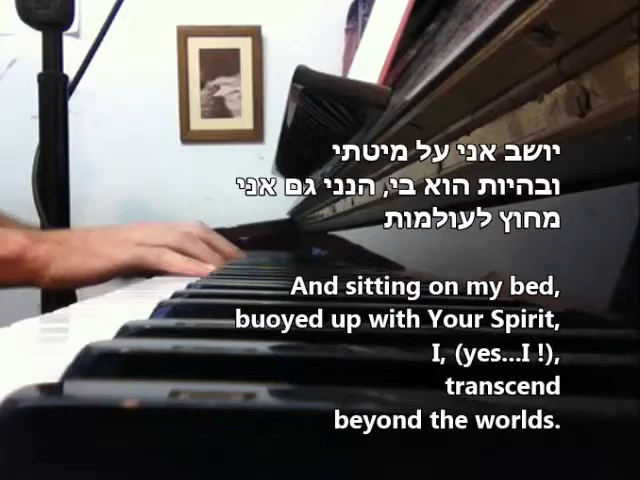 יושב אני על מיטתי
ובהיות הוא בי, הנני גם אני
מחוץ לעולמות
And sitting on my bed,
buoyed up with Your Spirit,
I, (yes...I !),
transcend
beyond the worlds.